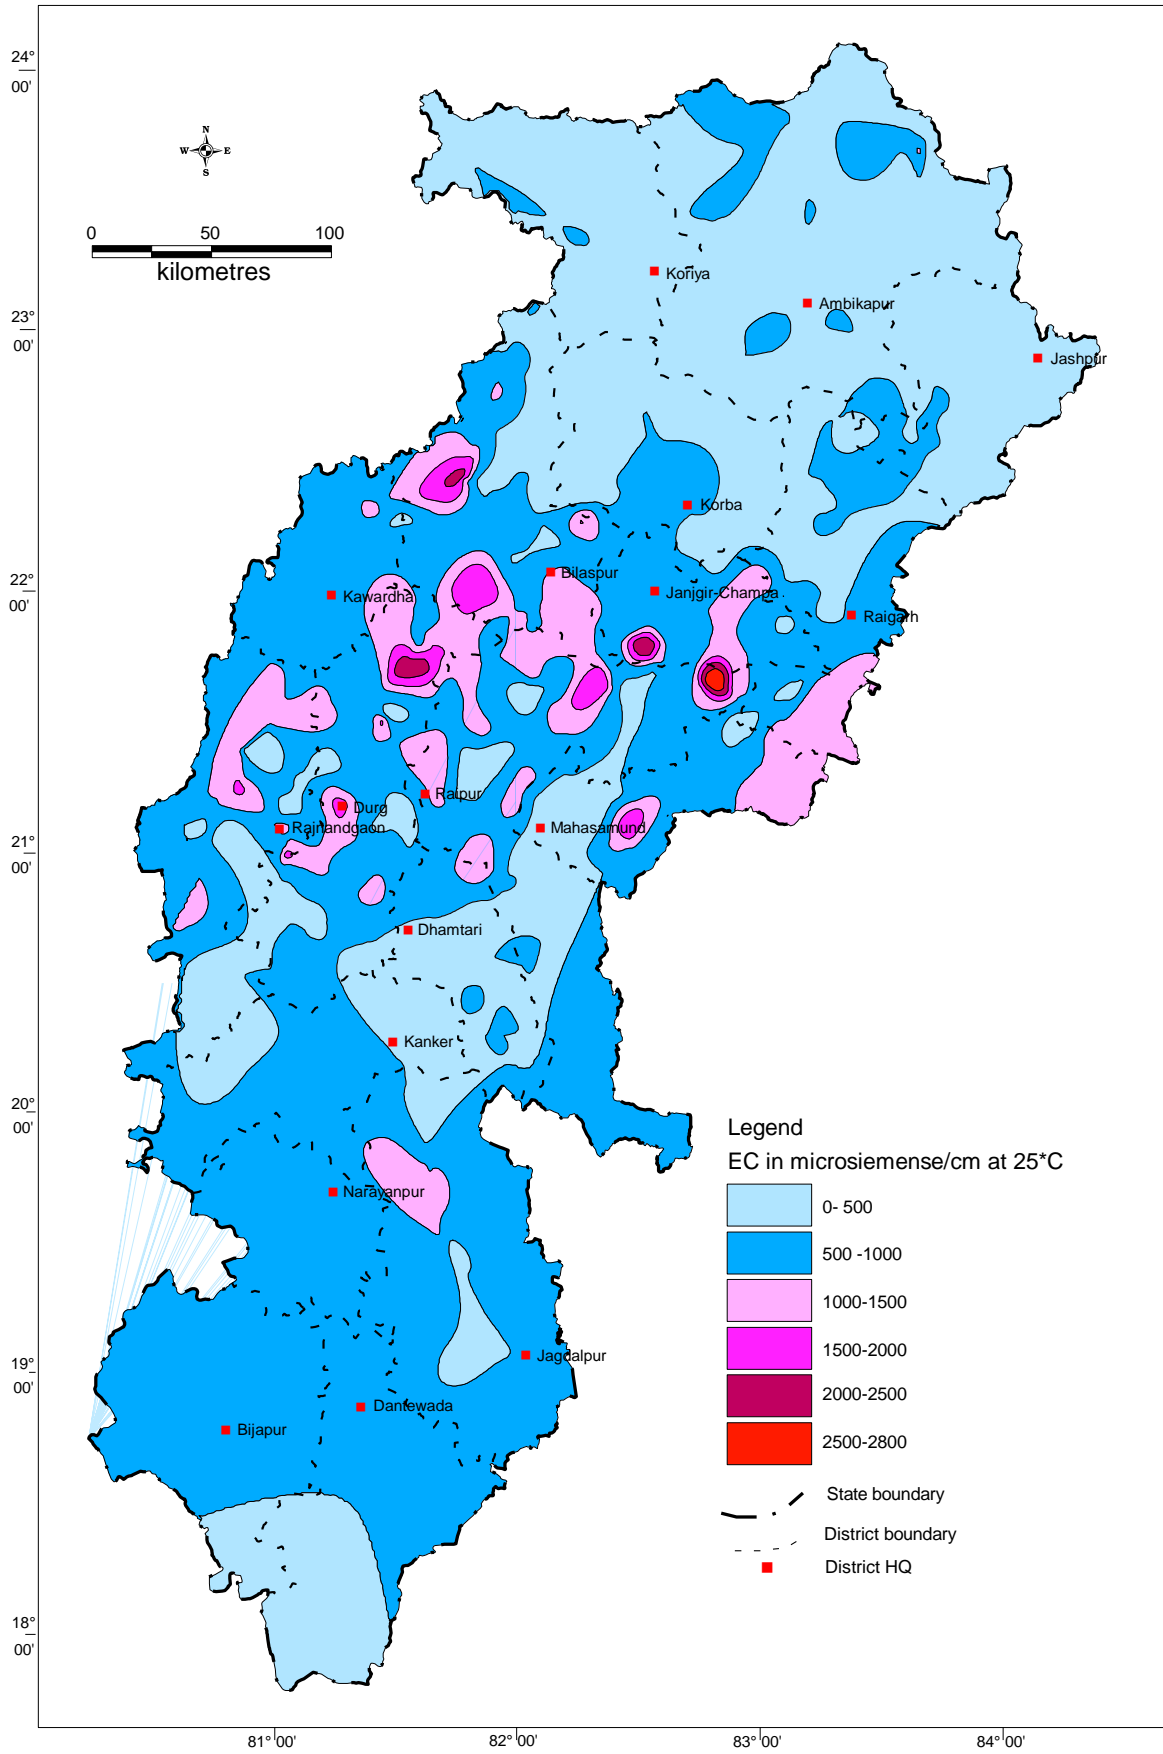 24°
00'
N
W E
S
0 50 100
kilometres
Koriya
Ambikapur
23°
00'
Jashpur
Korba
22°
00'
Bilaspur
Kawardha
Janjgir-Champa
Raigarh
Raipur
Durg
Rajnandgaon
Mahasamund
21°
00'
Dhamtari
Kanker
20°
00'
Legend
EC in microsiemense/cm at 25*C
Narayanpur
0- 500
500 -1000
1000-1500
1500-2000
2000-2500
2500-2800
Jagdalpur
19°
00'
Dantewada
Bijapur
State boundary
District boundary
District HQ
18°
00'
81°00' 82°00' 83°00' 84°00'